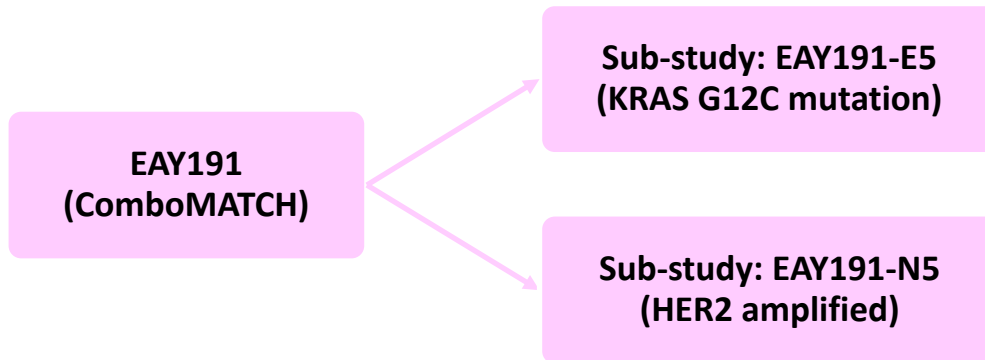 EAY191
(ComboMATCH)
Sub-study: EAY191-E5
(KRAS G12C mutation)
Sub-study: EAY191-N5
(HER2 amplified)